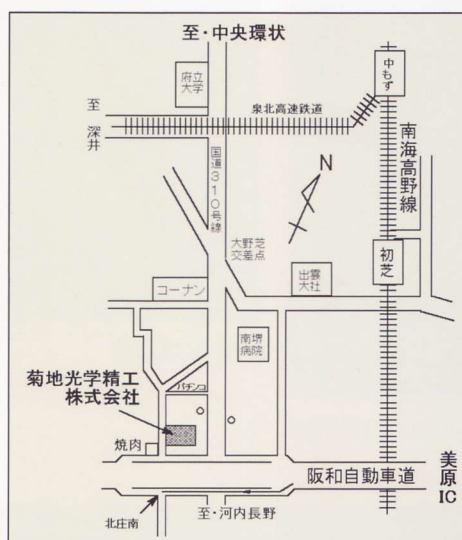 至・中央環状
府立
大学
中もず
至
深井
泉北高速鉄道
国道310号線
南海高野線
N
大野芝
交差点
初芝
コーナン
出雲
大社
南堺
病院
パチンコ
菊地光学精工
株式会社
焼肉
阪和自動車道
美原
IC
北庄南
至・河内長野